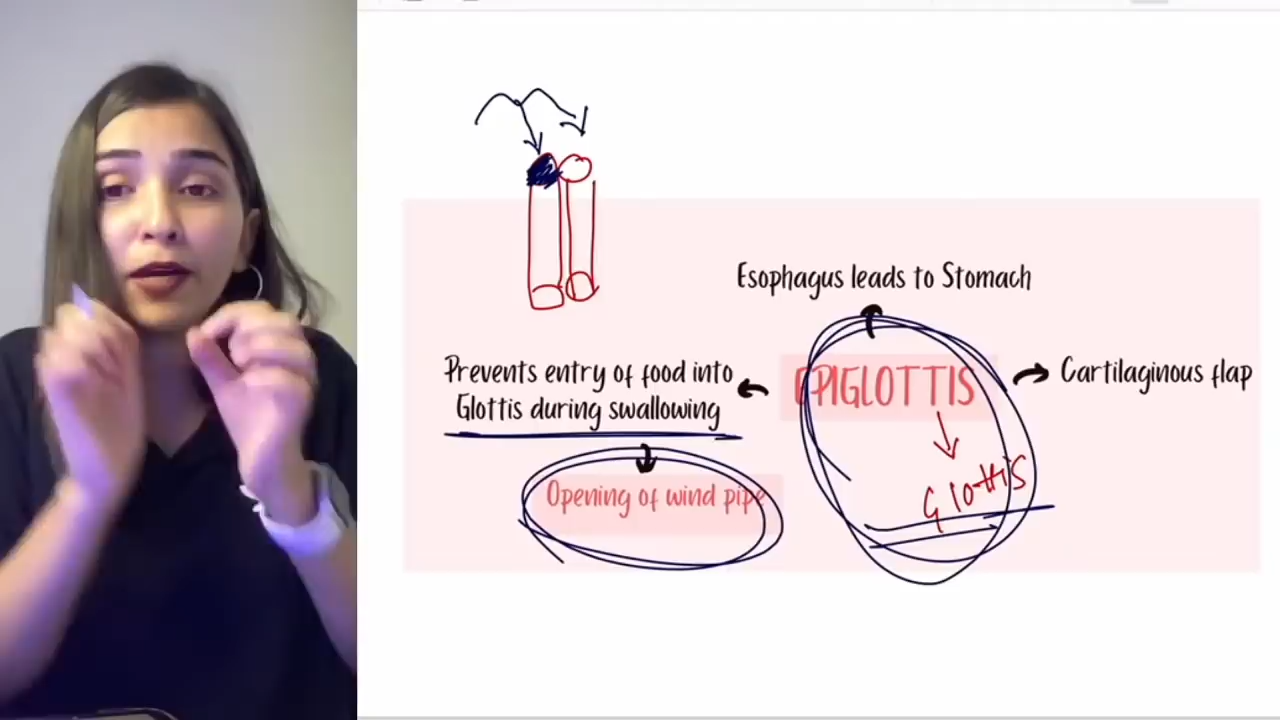 Esophagus leads to Stomach
Prevents entry of food into
Glottis during swallowing
EPIGLOTTIS
Cartilaginous flap
Opening of wind pipe
Glottis